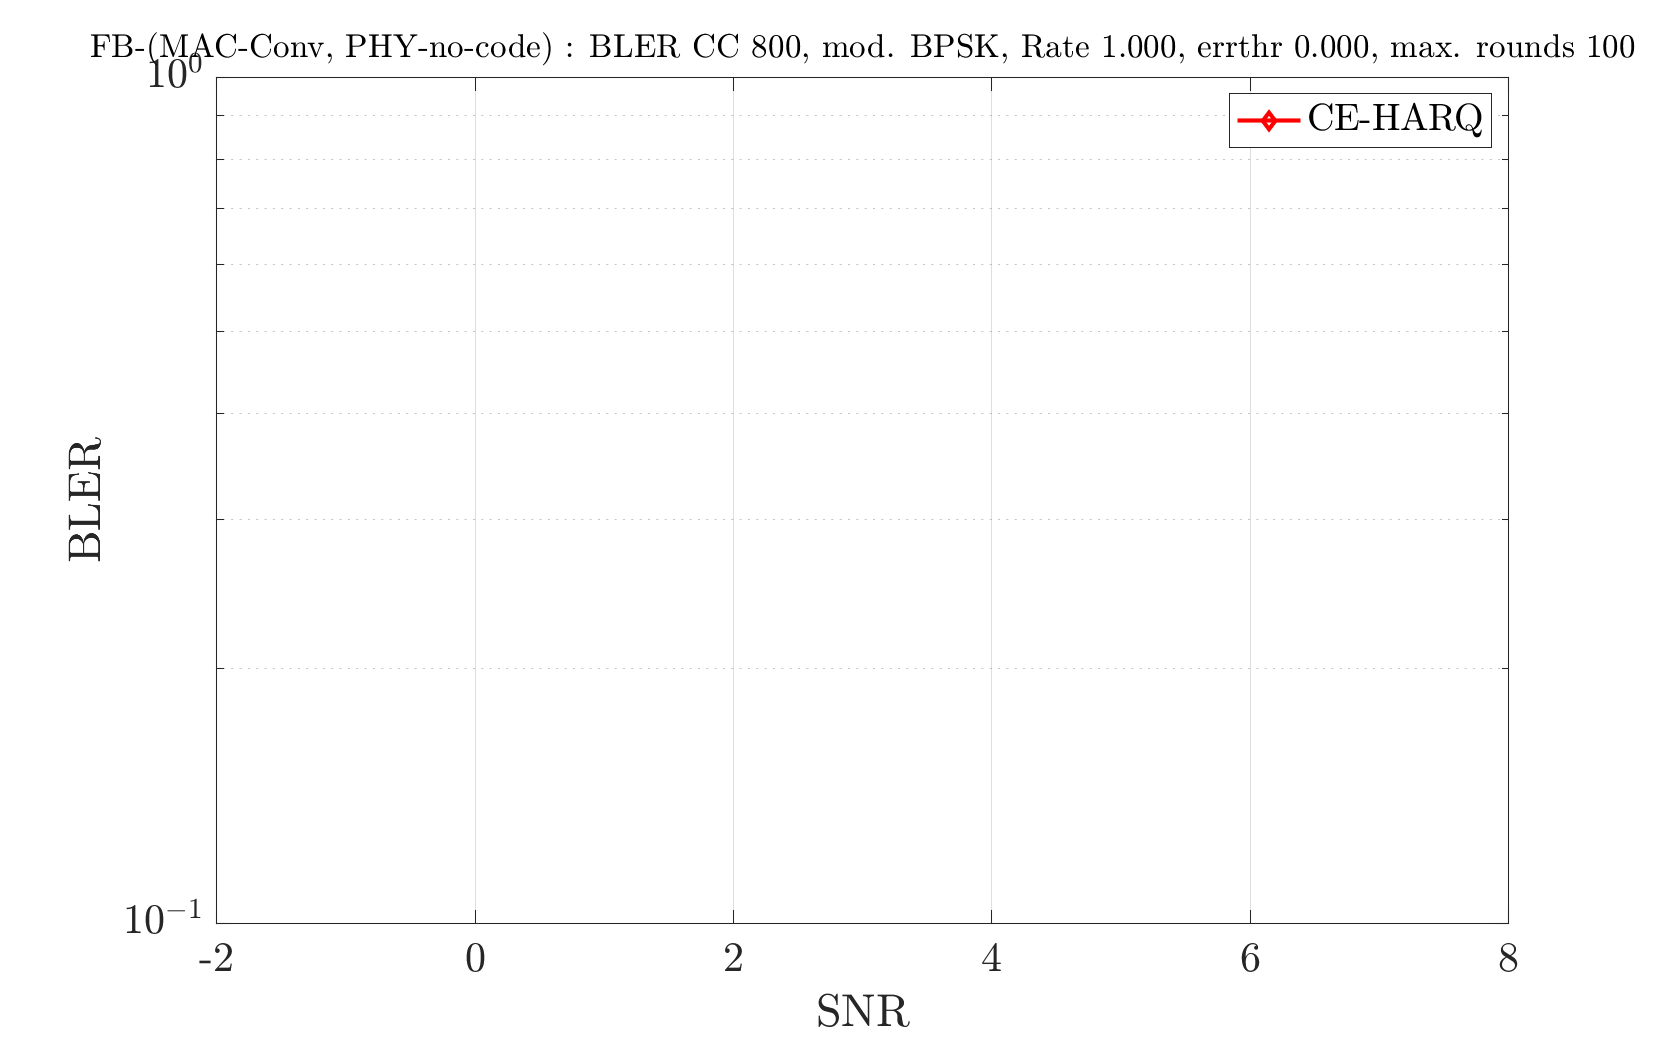 FB-(MAC-Conv, PHY-no-code) : BLER CC 800, mod. BPSK, Rate 1.000, errthr 0.000, max. rounds 100
10^0
CE-HARQ
BLER
10^−1
-2 0 2 4 6 8
SNR